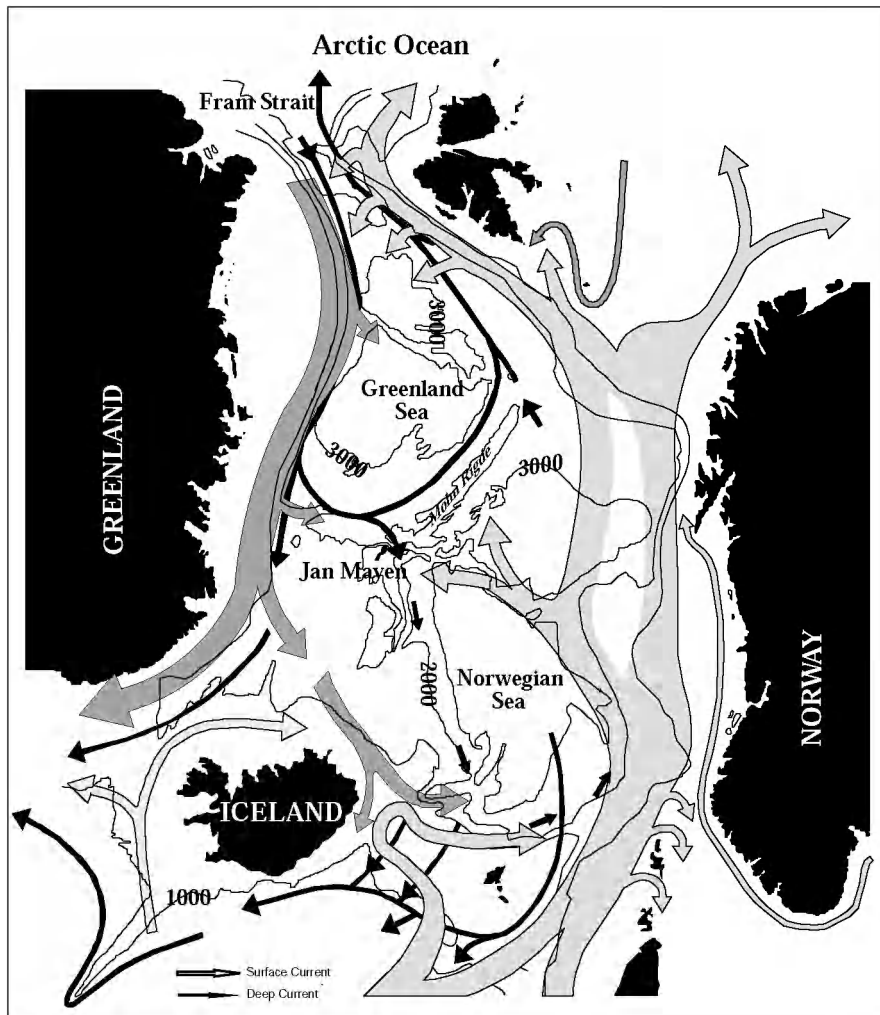 Arctic Ocean
Fram Strait
3000
Greenland
Sea
GREENLAND
3000
Mohn Rigde
3000
Jan Mayen
2000
Norwegian
Sea
NORWAY
ICELAND
1000
Surface Current
Deep Current